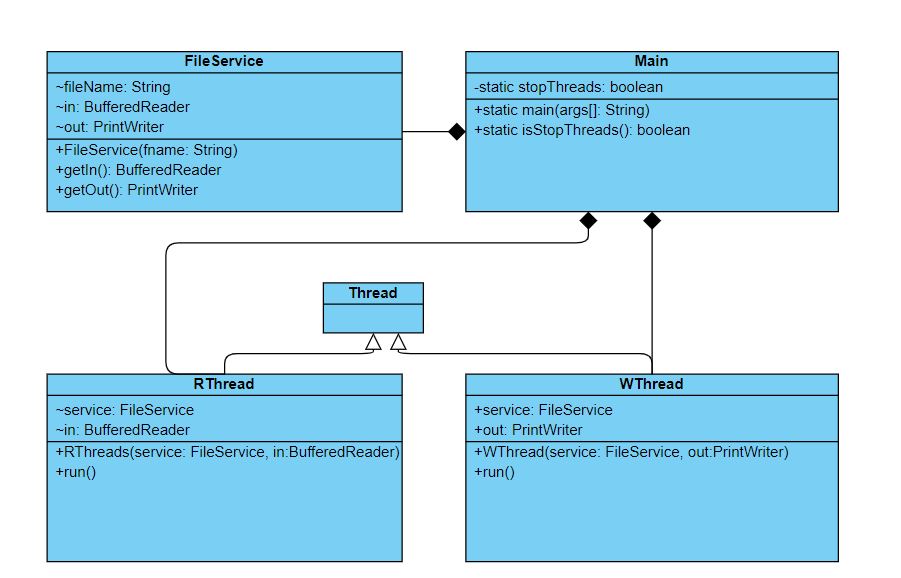 FileService
~fileName: String
~in: BufferedReader
~out: PrintWriter
+FileService(fname: String)
+getIn(): BufferedReader
+getOut(): PrintWriter
Main
-static stopThreads: boolean
+static main(args[]: String)
+static isStopThreads(): boolean
Thread
RThread
~service: FileService
~in: BufferedReader
+RThreads(service: FileService, in:BufferedReader)
+run()
WThread
+service: FileService
+out: PrintWriter
+WThread(service: FileService, out:PrintWriter)
+run()